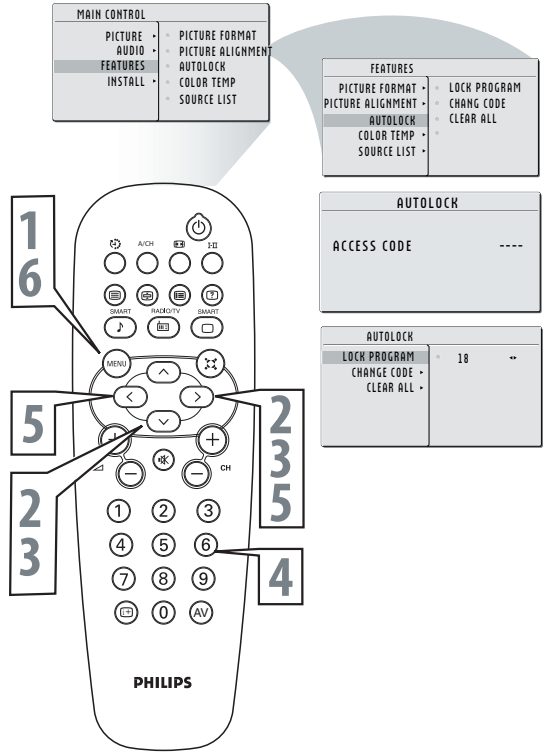 MAIN CONTROL
PICTURE
AUDIO
FEATURES
INSTALL
PICTURE FORMAT
PICTURE ALIGNMENT
AUTOLOCK
COLOR TEMP
SOURCE LIST
FEATURES
PICTURE FORMAT
PICTURE ALIGNMENT
AUTOLOCK
COLOR TEMP
SOURCE LIST
LOCK PROGRAM
CHANG CODE
CLEAR ALL
AUTOLOCK
ACCESS CODE ----
AUTOLOCK
LOCK PROGRAM 18
CHANGE CODE
CLEAR ALL
1
6
5
2
3
2
3
5
4
A/CH I-II
SMART RADIO/TV SMART
MENU
CH
1 2 3
4 5 6
7 8 9
i+ 0 AV
PHILIPS